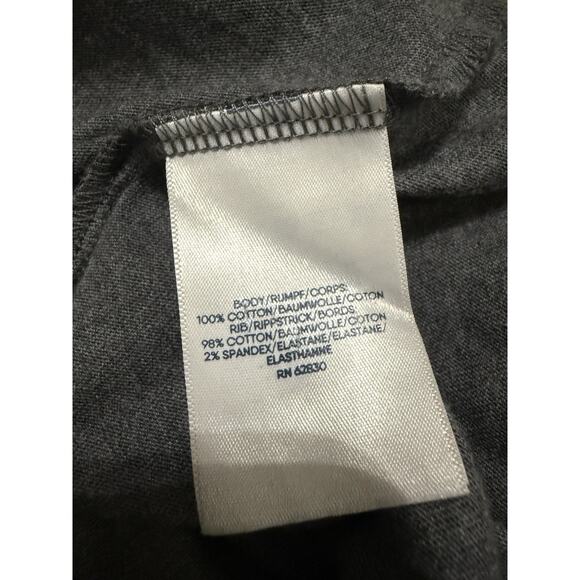 BODY/RUMPF/CORPS:
100% COTTON/BAUMWOLLE/COTON
RIB/RIPPSTRICK/BORDS:
98% COTTON/BAUMWOLLE/COTON
2% SPANDEX/ELASTANE/ELASTANE/
ELASTHANNE
RN 62830